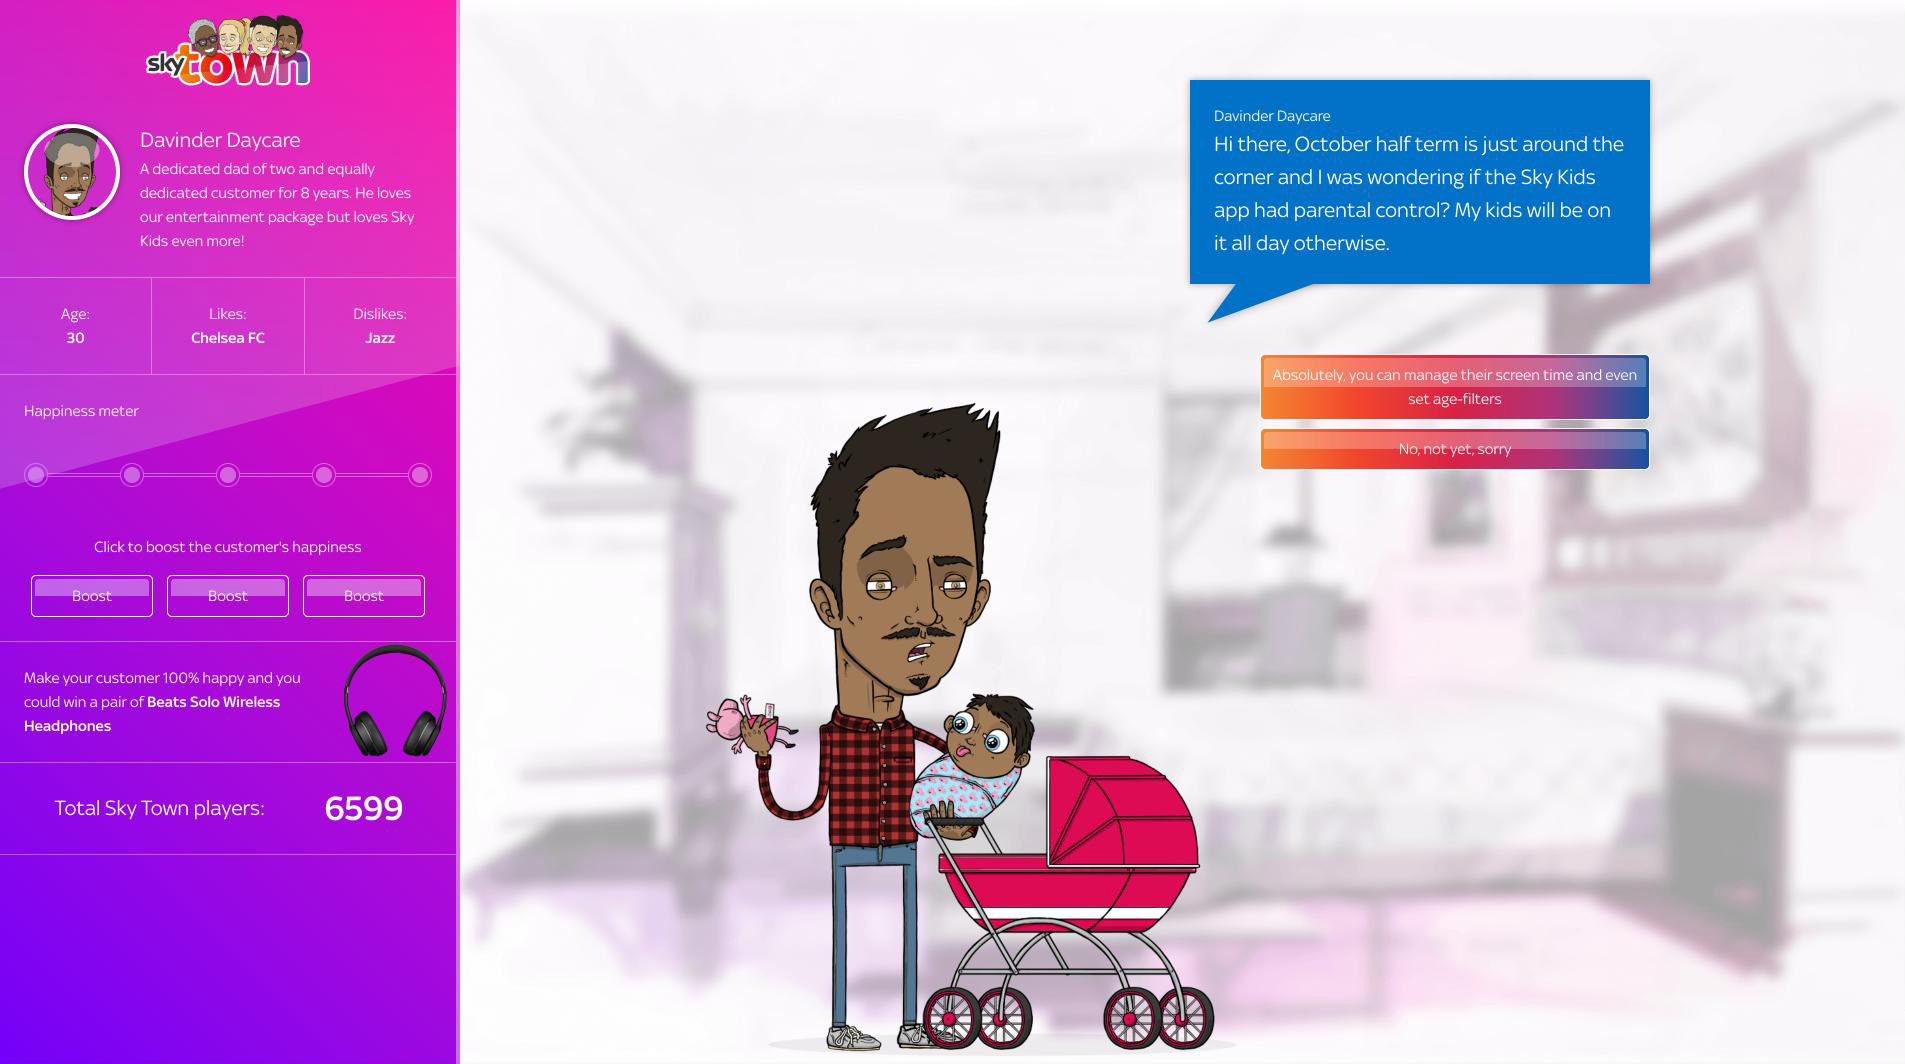 sky town
Davinder Daycare
A dedicated dad of two and equally
dedicated customer for 8 years. He loves
our entertainment package but loves Sky
Kids even more!
Age:
30
Likes:
Chelsea FC
Dislikes:
Jazz
Happiness meter
Click to boost the customer's happiness
Boost
Boost
Boost
Make your customer 100% happy and you
could win a pair of Beats Solo Wireless
Headphones
Total Sky Town players:
6599
Davinder Daycare
Hi there, October half term is just around the
corner and I was wondering if the Sky Kids
app had parental control? My kids will be on
it all day otherwise.
Absolutely, you can manage their screen time and even
set age-filters
No, not yet, sorry